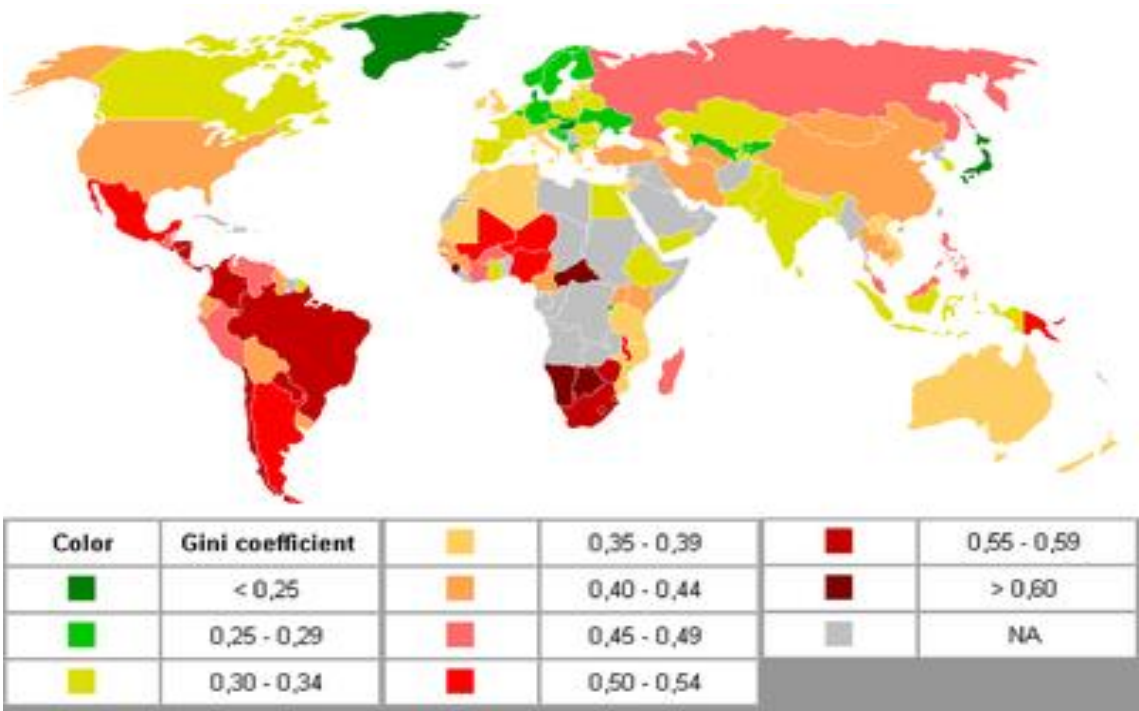 Color Gini coefficient 0,35 - 0,39 0,55 - 0,59
< 0,25 0,40 - 0,44 > 0,60
0,25 - 0,29 0,45 - 0,49 NA
0,30 - 0,34 0,50 - 0,54